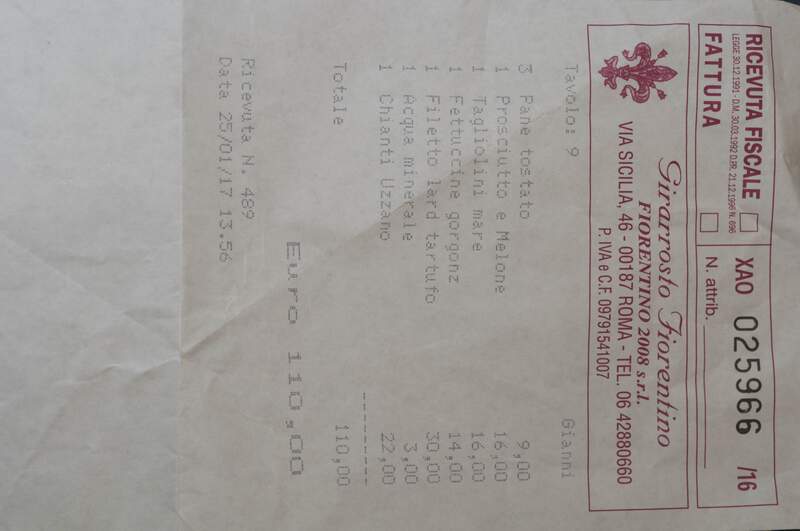 RICEVUTA FISCALE
LEGGE 30.12.1991 - D.M. 30.03.1992 D.P.R. 21.12.1996 N. 696
FATTURA
XAO 025966 /16
N. attrib.
Girarrosto Fiorentino
FIORENTINO 2008 s.r.l.
VIA SICILIA, 46 - 00187 ROMA - TEL. 06 42880660
P. IVA e C.F. 09791541007
Tavolo: 9 Gianni
3 Pane tostato 9,00
1 Prosciutto e Melone 16,00
1 Tagliolini mare 16,00
1 Fettuccine gorgonz 14,00
1 Filetto lard tartufo 30,00
1 Acqua minerale 3,00
1 Chianti Uzzano 22,00
---------
Totale 110,00
Euro 110,00
Ricevuta N. 489
Data 25/01/17 13.56